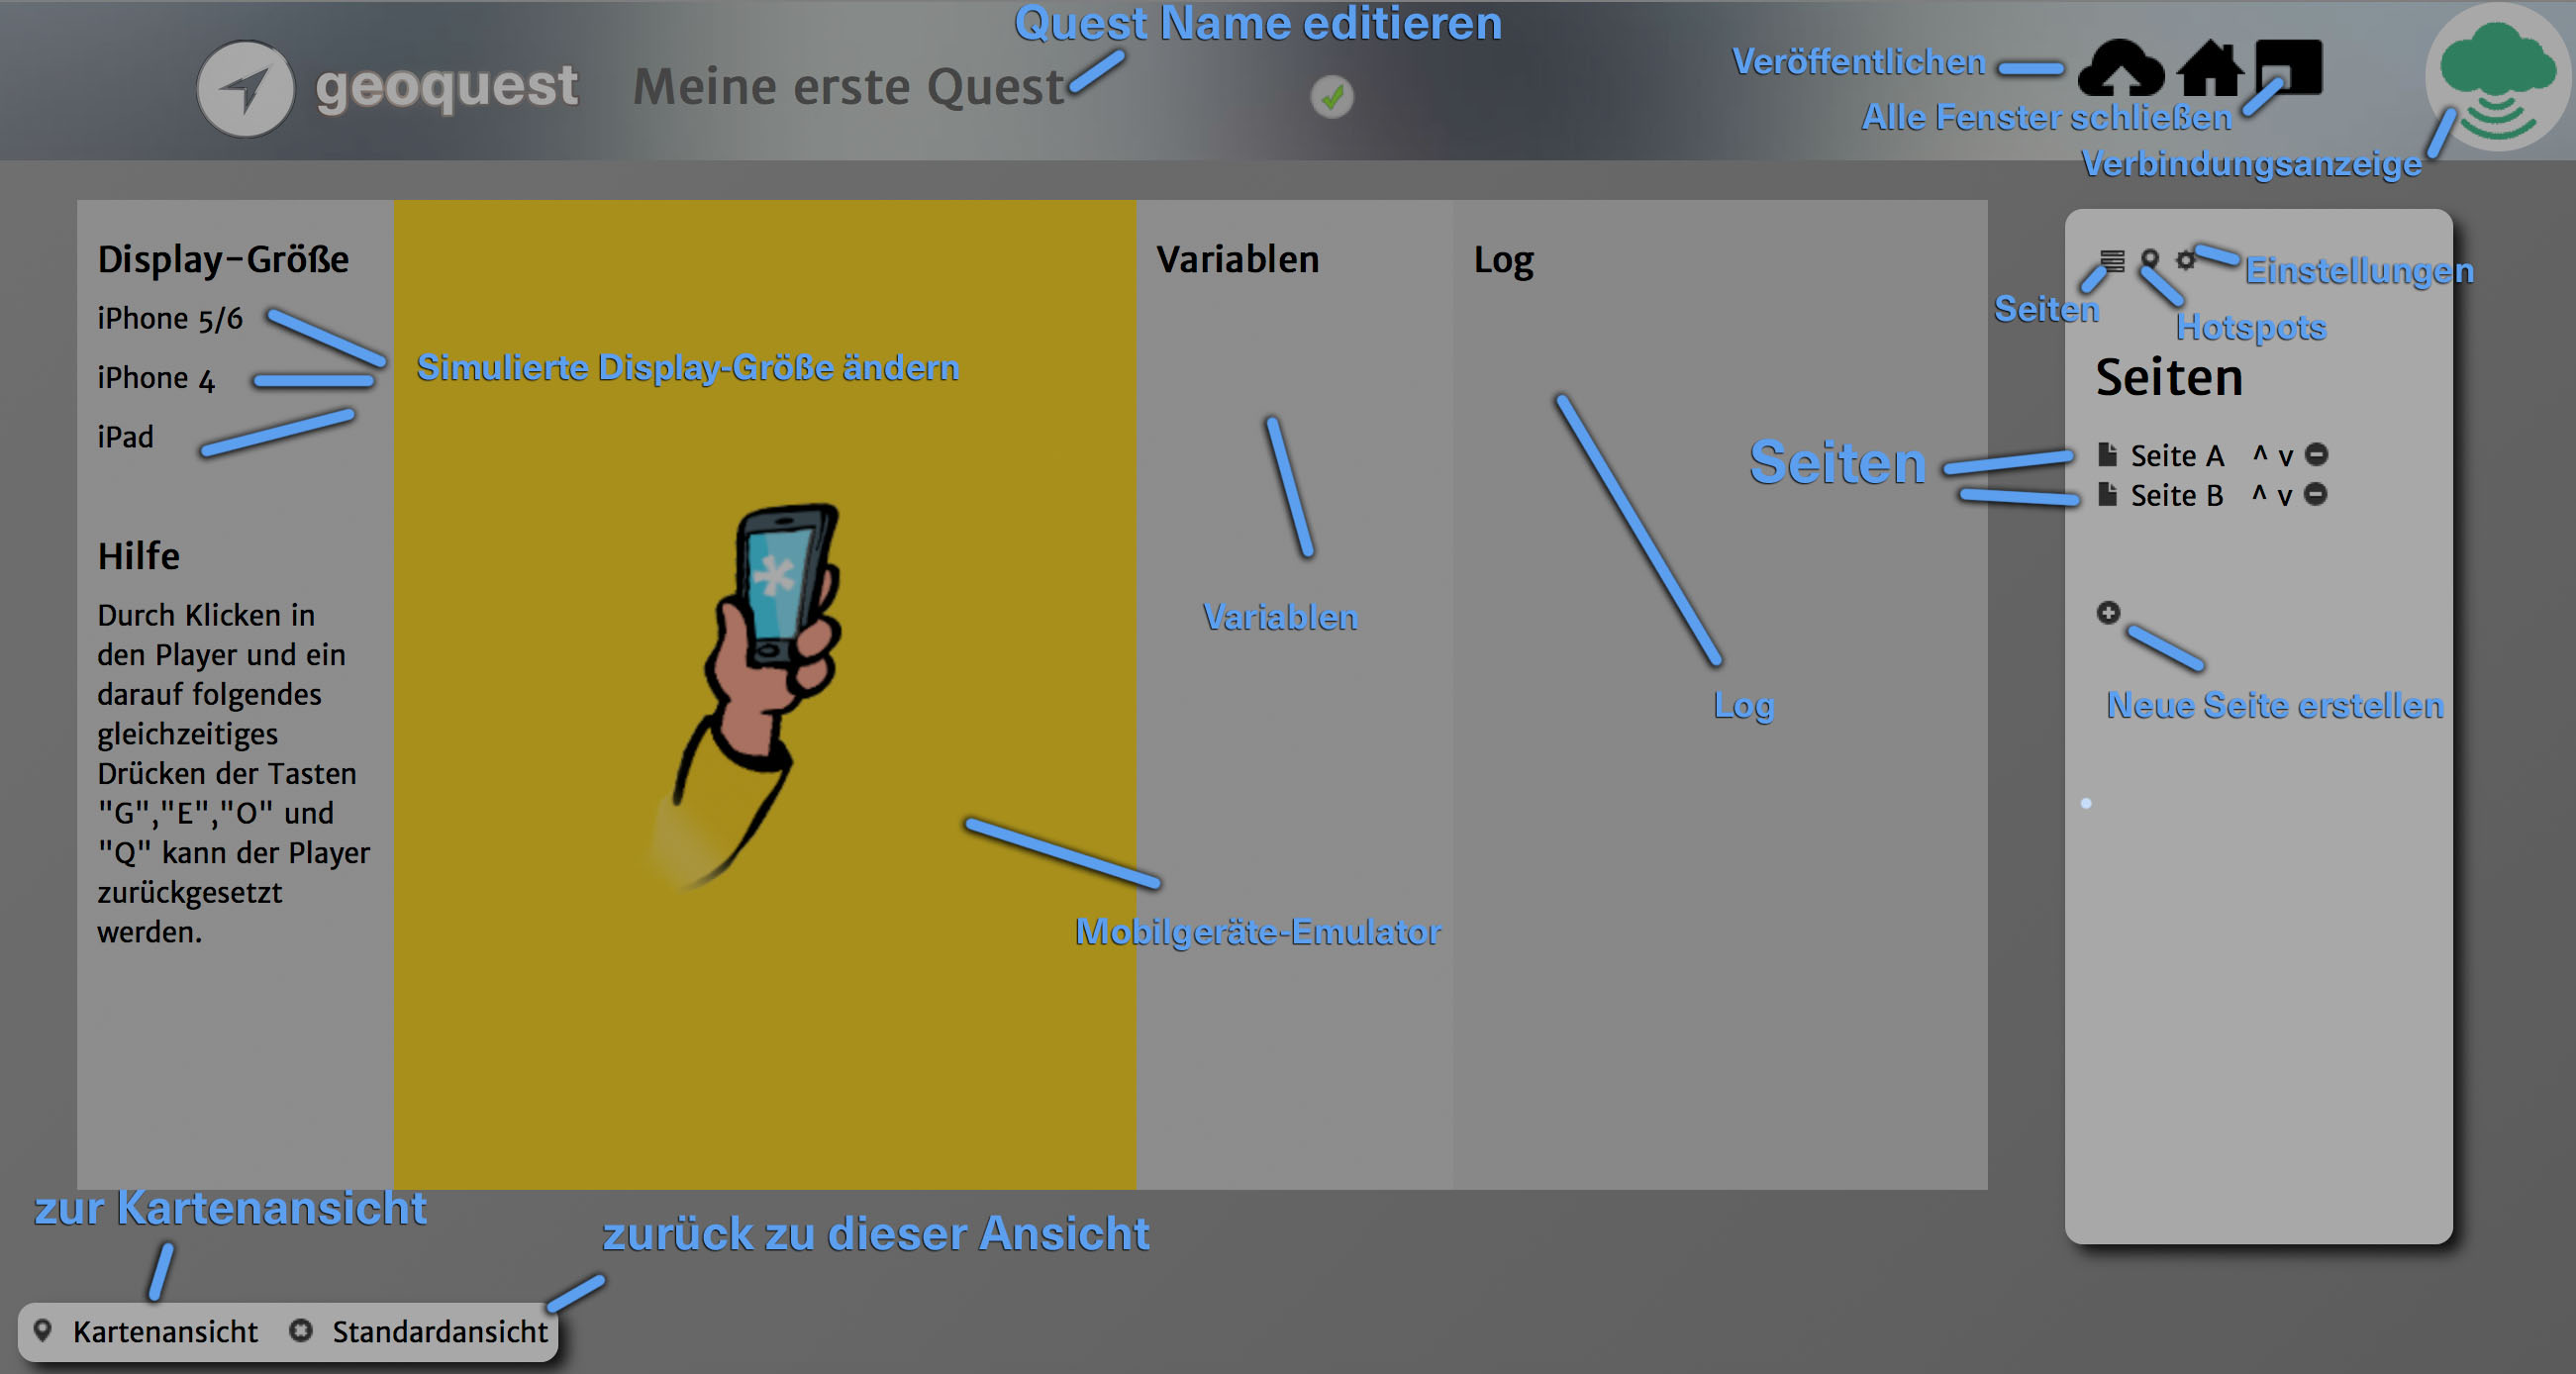 Quest Name editieren
geoquest
Meine erste Quest
Veröffentlichen
Alle Fenster schließen
Verbindungsanzeige
Display-Größe
iPhone 5/6
iPhone 4
iPad
Simulierte Display-Größe ändern
Hilfe
Durch Klicken in
den Player und ein
darauf folgendes
gleichzeitiges
Drücken der Tasten
"G","E","O" und
"Q" kann der Player
zurückgesetzt
werden.
Mobilgeräte-Emulator
Variablen
Variablen
Log
Log
Einstellungen
Seiten
Hotspots
Seiten
Seiten
Seite A ^ v
Seite B ^ v
Neue Seite erstellen
zur Kartenansicht
zurück zu dieser Ansicht
Kartenansicht
Standardansicht